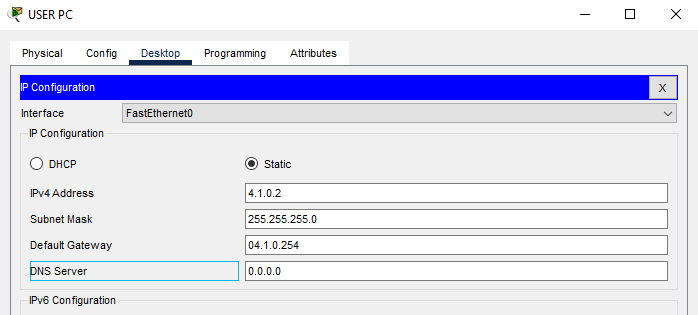 USER PC
Physical Config Desktop Programming Attributes
IP Configuration X
Interface FastEthernet0
IP Configuration
DHCP Static
IPv4 Address 4.1.0.2
Subnet Mask 255.255.255.0
Default Gateway 04.1.0.254
DNS Server 0.0.0.0
IPv6 Configuration